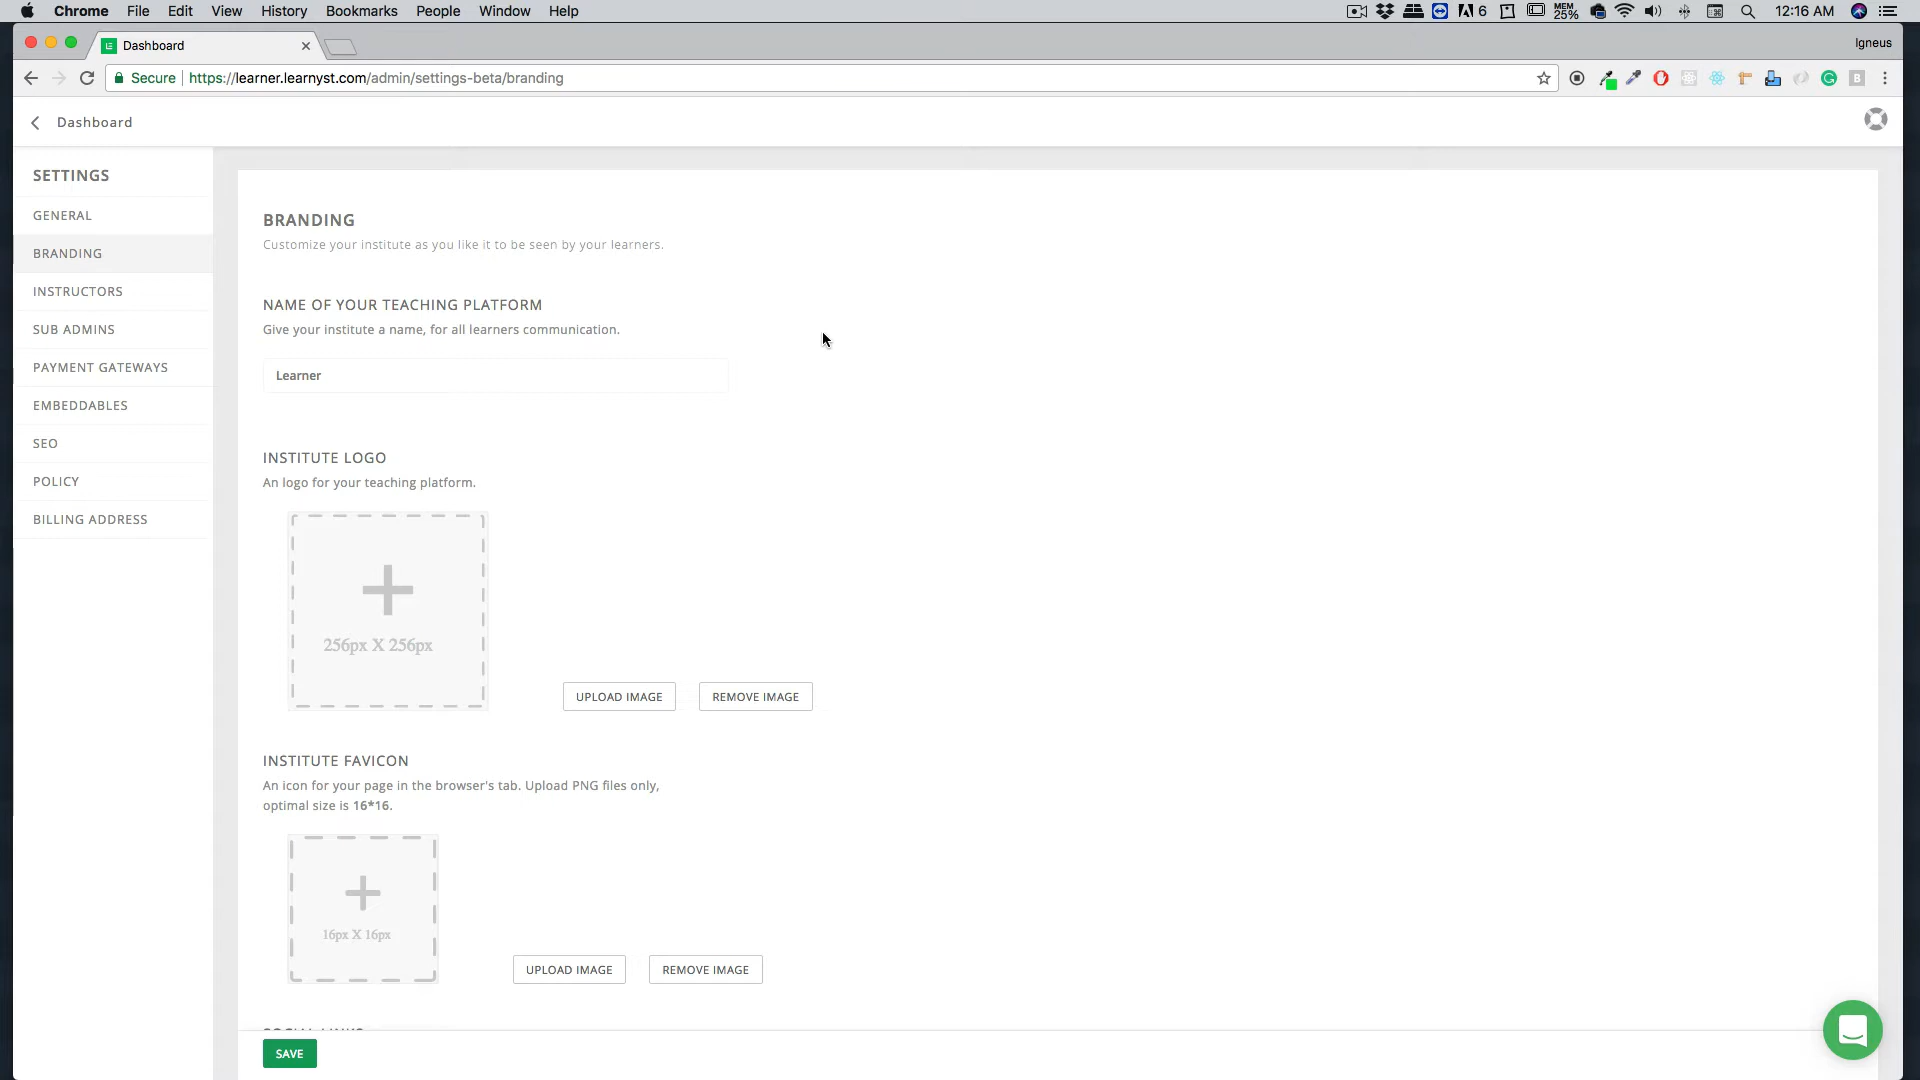 Chrome File Edit View History Bookmarks People Window Help
6 MEM 25% 12:16 AM
Dashboard
Igneus
Secure https://learner.learnyst.com/admin/settings-beta/branding
Dashboard
SETTINGS
GENERAL
BRANDING
INSTRUCTORS
SUB ADMINS
PAYMENT GATEWAYS
EMBEDDABLES
SEO
POLICY
BILLING ADDRESS
BRANDING
Customize your institute as you like it to be seen by your learners.
NAME OF YOUR TEACHING PLATFORM
Give your institute a name, for all learners communication.
Learner
INSTITUTE LOGO
An logo for your teaching platform.
256px X 256px
UPLOAD IMAGE REMOVE IMAGE
INSTITUTE FAVICON
An icon for your page in the browser's tab. Upload PNG files only,
optimal size is 16*16.
16px X 16px
UPLOAD IMAGE REMOVE IMAGE
SAVE